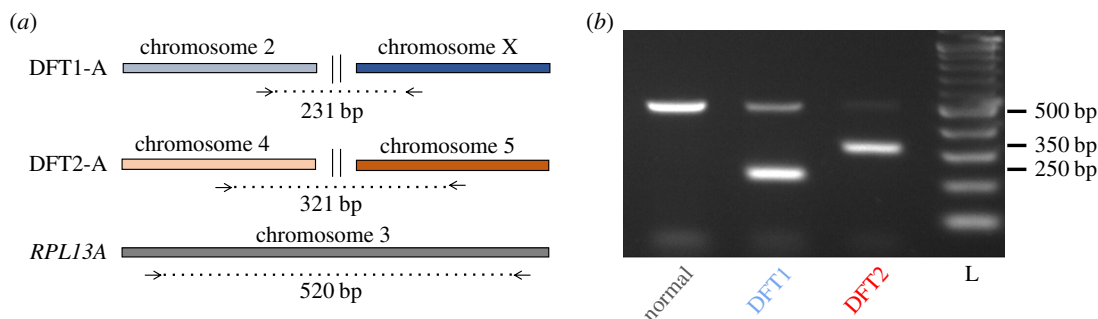 (a)
chromosome 2 chromosome X
DFT1-A
231 bp
chromosome 4 chromosome 5
DFT2-A
321 bp
chromosome 3
RPL13A
520 bp
(b)
500 bp
350 bp
250 bp
normal DFT1 DFT2 L